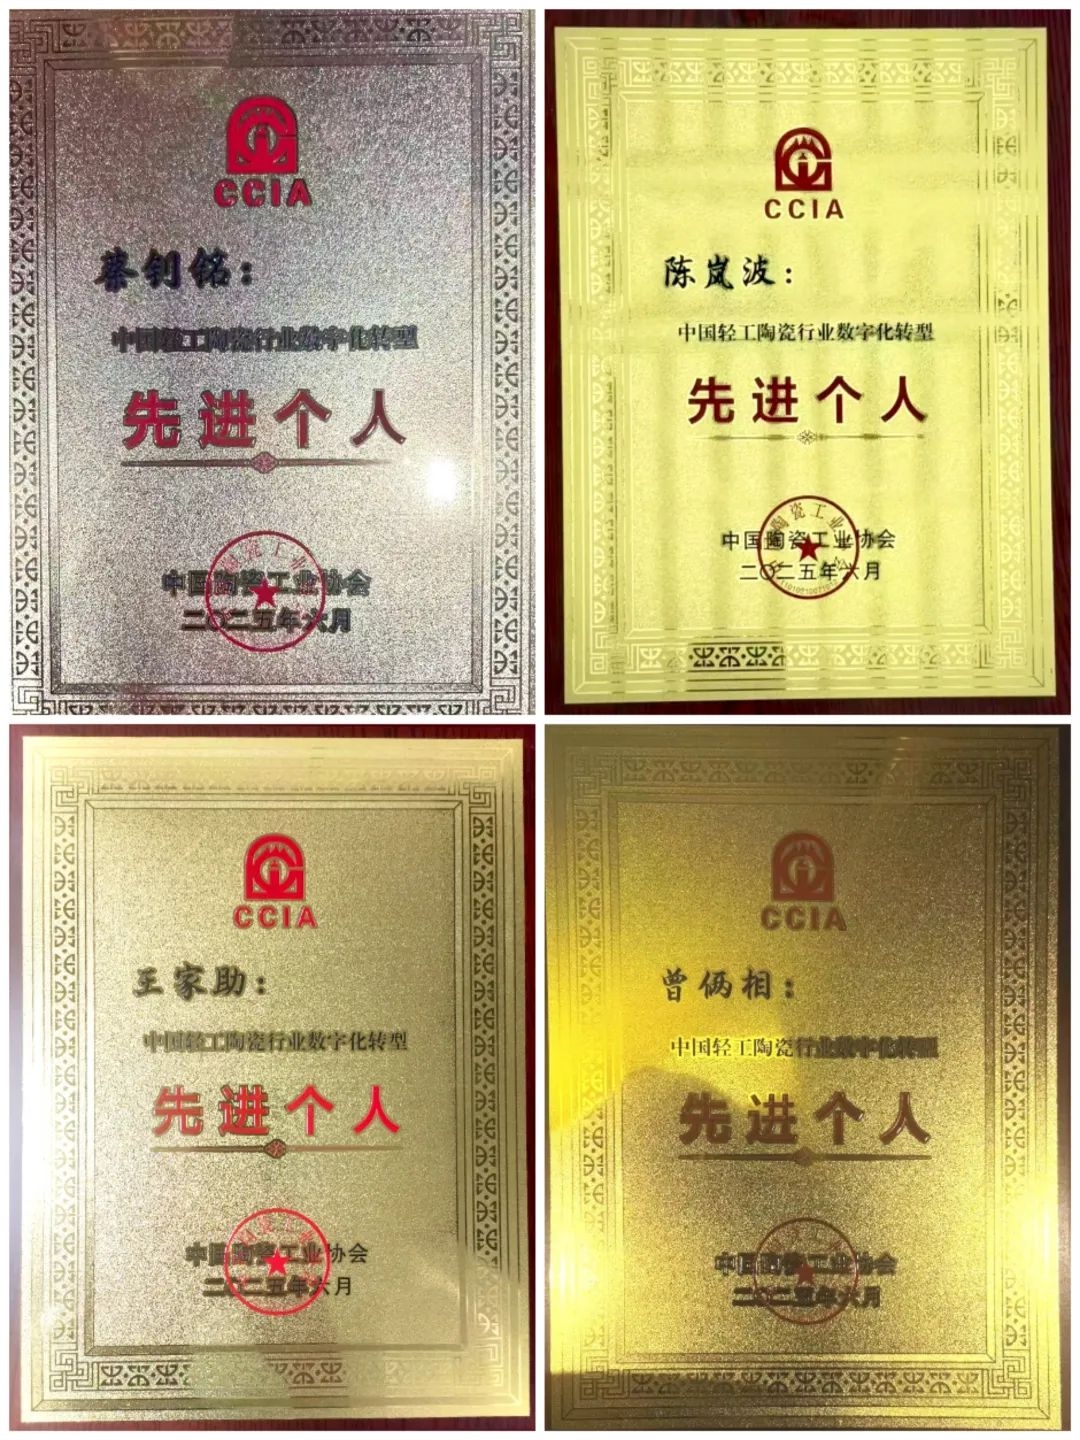 CCIA
蔡钊铭：
中国轻工陶瓷行业数字化转型
先进个人
中国陶瓷工业协会
二〇二五年六月
CCIA
陈岚波：
中国轻工陶瓷行业数字化转型
先进个人
中国陶瓷工业协会
二〇二五年六月
CCIA
王家助：
中国轻工陶瓷行业数字化转型
先进个人
中国陶瓷工业协会
二〇二五年六月
CCIA
曾俩相：
中国轻工陶瓷行业数字化转型
先进个人
中国陶瓷工业协会
二〇二五年六月